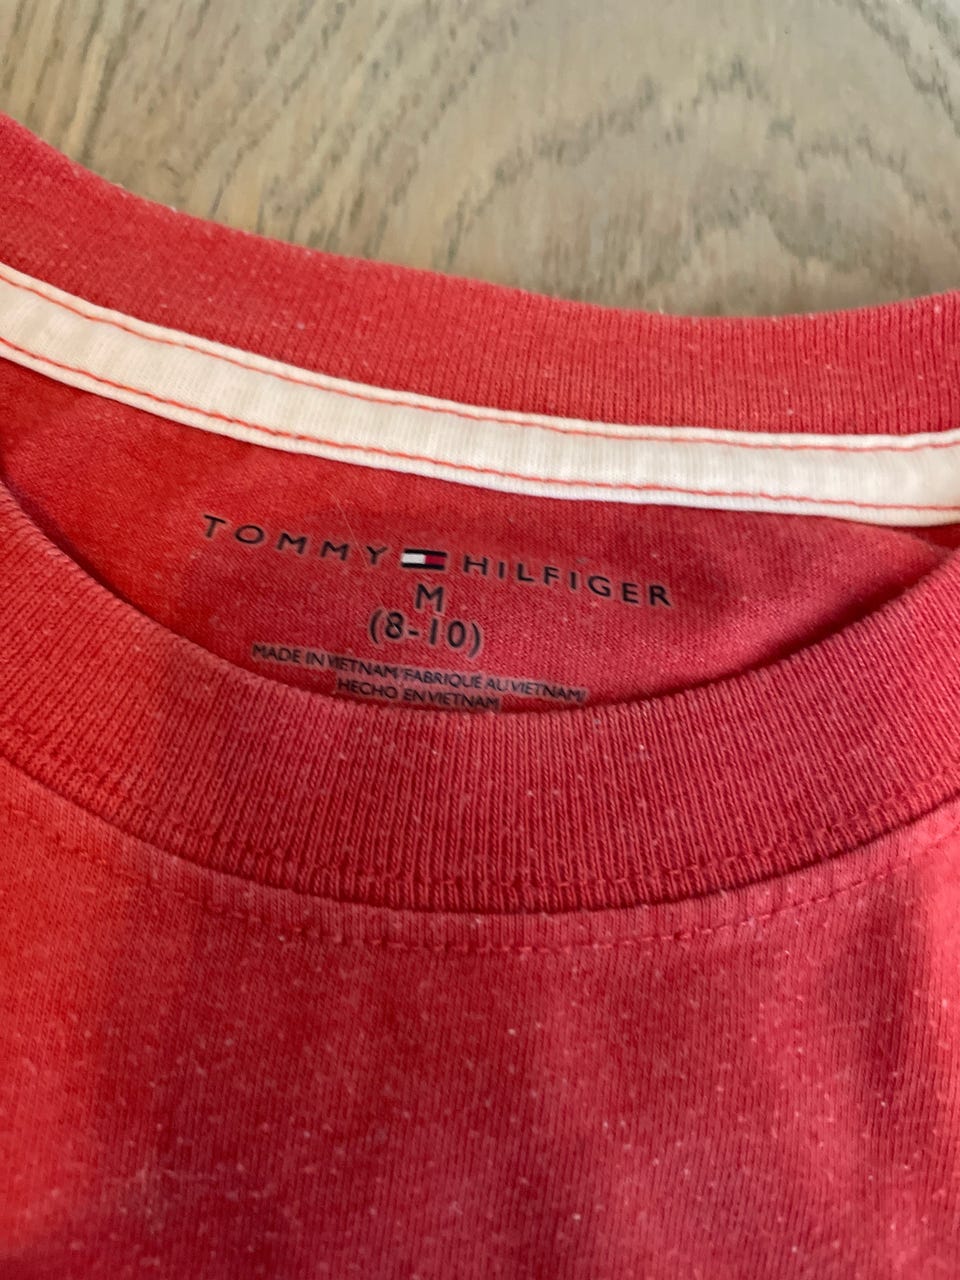 TOMMY HILFIGER
M
(8-10)
MADE IN VIETNAM/FABRIQUÉ AU VIETNAM/
HECHO EN VIETNAM